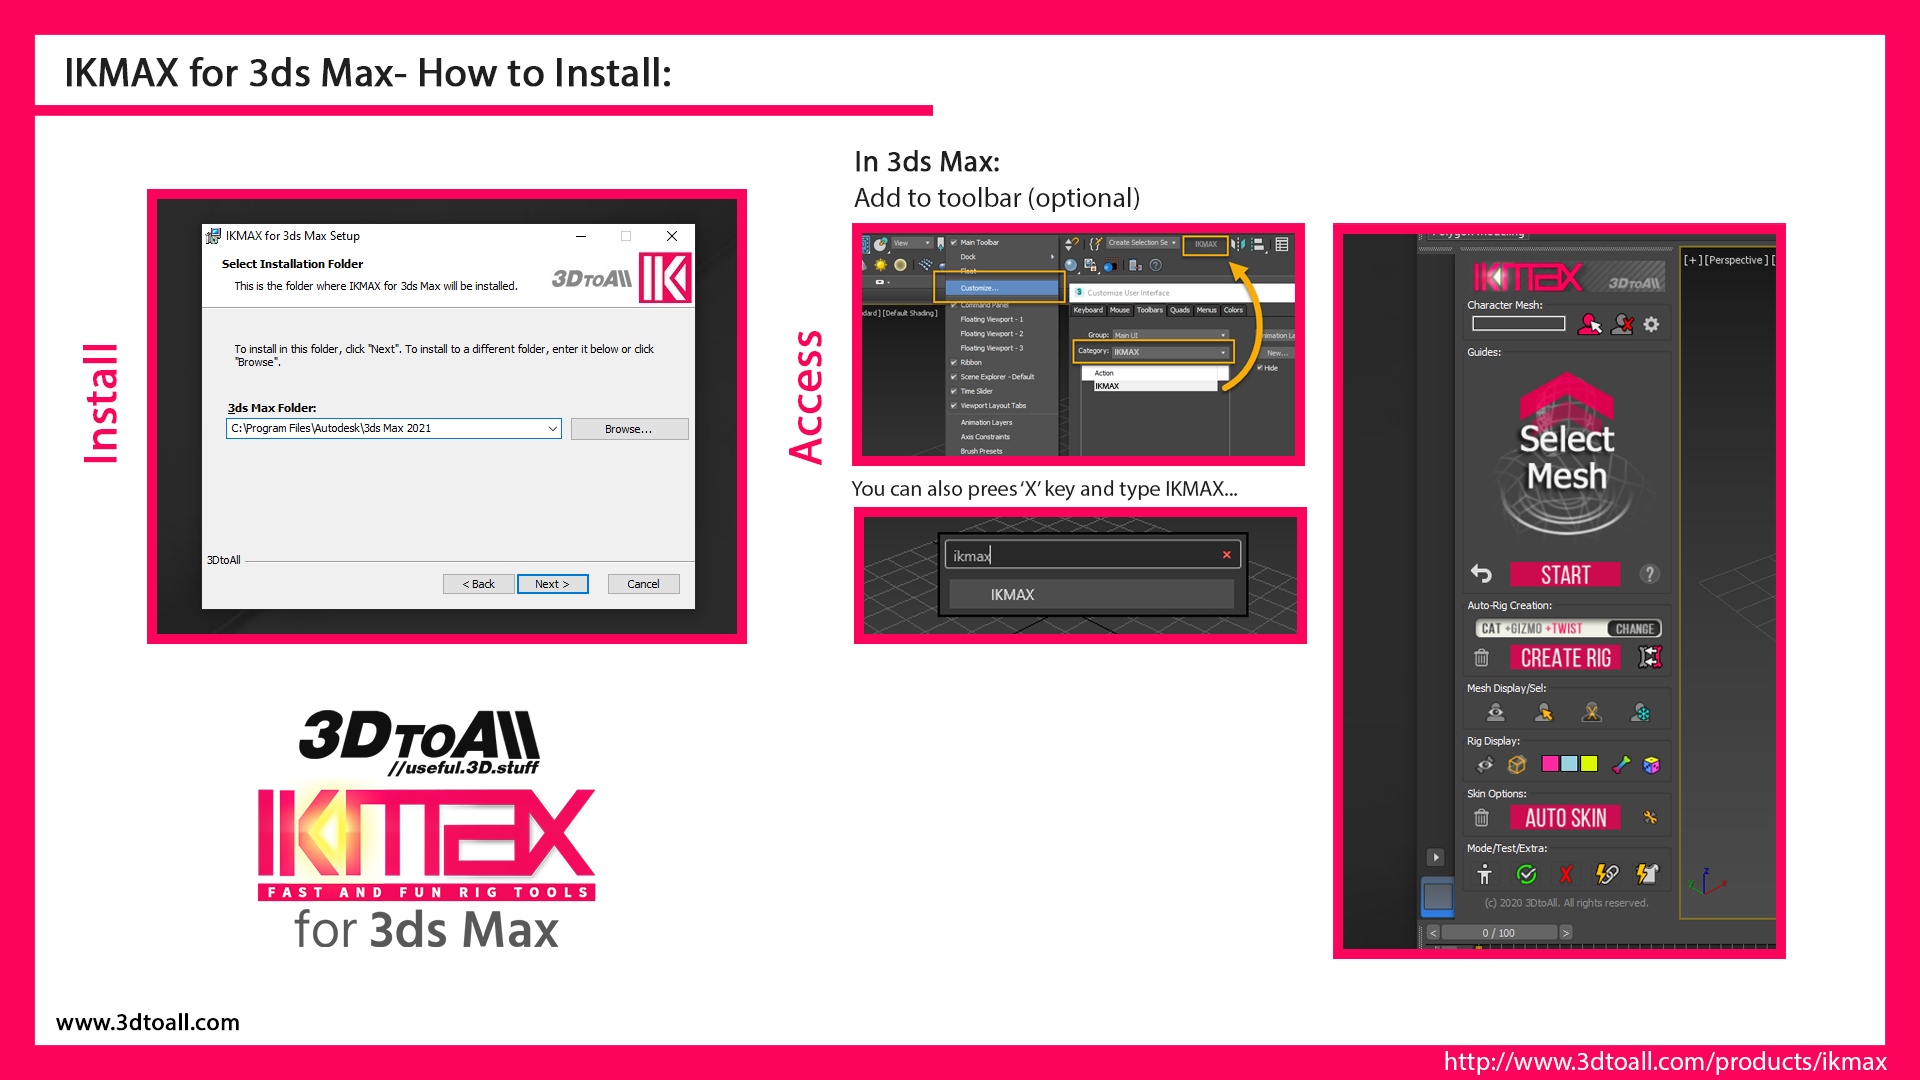 IKMAX for 3ds Max- How to Install:
Install
IKMAX for 3ds Max Setup
Select Installation Folder
This is the folder where IKMAX for 3ds Max will be installed.
3DTOAll
IK
To install in this folder, click "Next". To install to a different folder, enter it below or click
"Browse".
3ds Max Folder:
C:\Program Files\Autodesk\3ds Max 2021
Browse...
3DtoAll
< Back
Next >
Cancel
3DTOAll
//useful.3D.stuff
IKMAX
FAST AND FUN RIG TOOLS
for 3ds Max
www.3dtoall.com
Access
In 3ds Max:
Add to toolbar (optional)
View
Main Toolbar
Dock
Float
Customize...
Command Panel
Floating Viewport - 1
Floating Viewport - 2
Floating Viewport - 3
Ribbon
Scene Explorer - Default
Time Slider
Viewport Layout Tabs
Animation Layers
Axis Constraints
Brush Presets
[Default Shading]
Create Selection Se
IKMAX
3 Customize User Interface
Keyboard Mouse Toolbars Quads Menus Colors
Group: Main UI
Category: IKMAX
Action
IKMAX
New...
Hide
You can also prees ‘X’ key and type IKMAX...
ikmax
IKMAX
Polygon Modeling
[+] [Perspective ] [
IKMAX 3DTOAll
Character Mesh:
Guides:
Select
Mesh
START
?
Auto-Rig Creation:
CAT +GIZMO +TWIST CHANGE
CREATE RIG
Mesh Display/Sel:
Rig Display:
Skin Options:
AUTO SKIN
Mode/Test/Extra:
(c) 2020 3DtoAll. All rights reserved.
< 0 / 100 >
http://www.3dtoall.com/products/ikmax